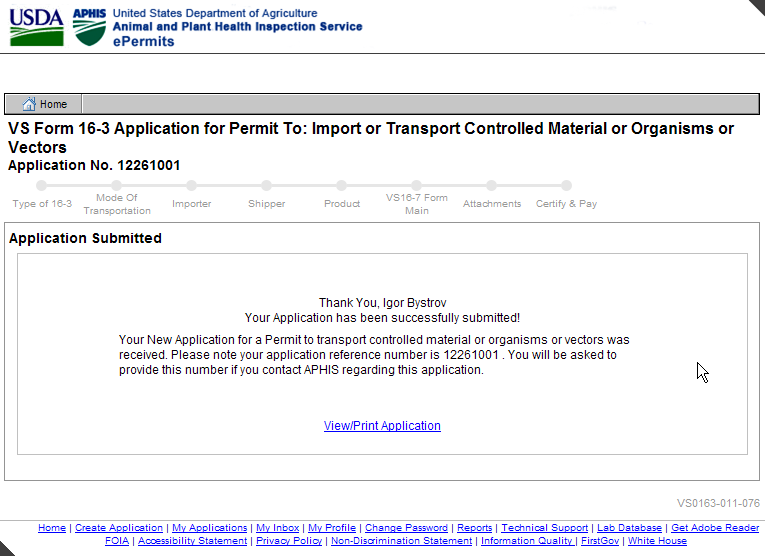 USDA APHIS United States Department of Agriculture
Animal and Plant Health Inspection Service
ePermits
Home
VS Form 16-3 Application for Permit To: Import or Transport Controlled Material or Organisms or
Vectors
Application No. 12261001
Type of 16-3
Mode Of
Transportation
Importer
Shipper
Product
VS16-7 Form
Main
Attachments
Certify & Pay
Application Submitted
Thank You, Igor Bystrov
Your Application has been successfully submitted!
Your New Application for a Permit to transport controlled material or organisms or vectors was
received. Please note your application reference number is 12261001 . You will be asked to
provide this number if you contact APHIS regarding this application.
View/Print Application
VS0163-011-076
Home | Create Application | My Applications | My Inbox | My Profile | Change Password | Reports | Technical Support | Lab Database | Get Adobe Reader
FOIA | Accessibility Statement | Privacy Policy | Non-Discrimination Statement | Information Quality | FirstGov | White House